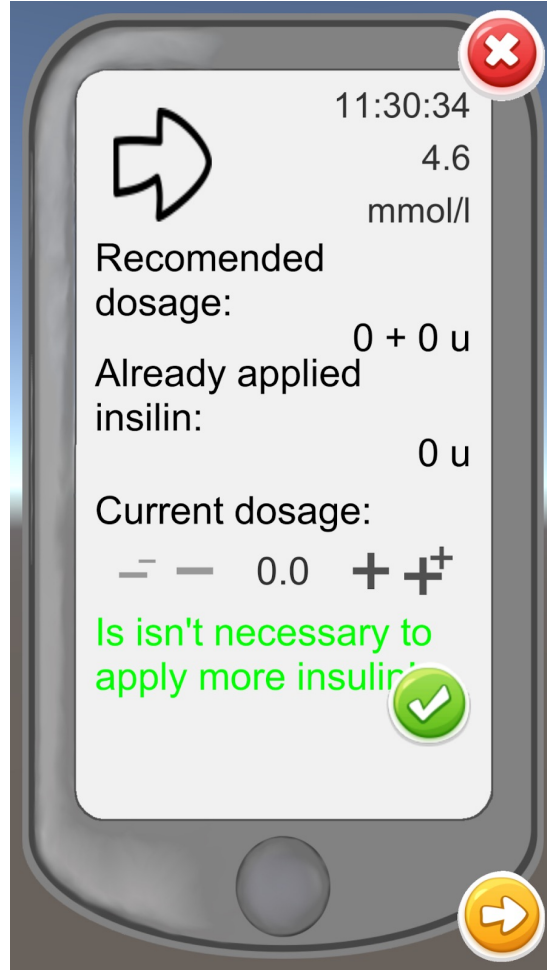 11:30:34
4.6
mmol/l
Recomended
dosage:
0 + 0 u
Already applied
insilin:
0 u
Current dosage:
0.0
Is isn't necessary to
apply more insulin!